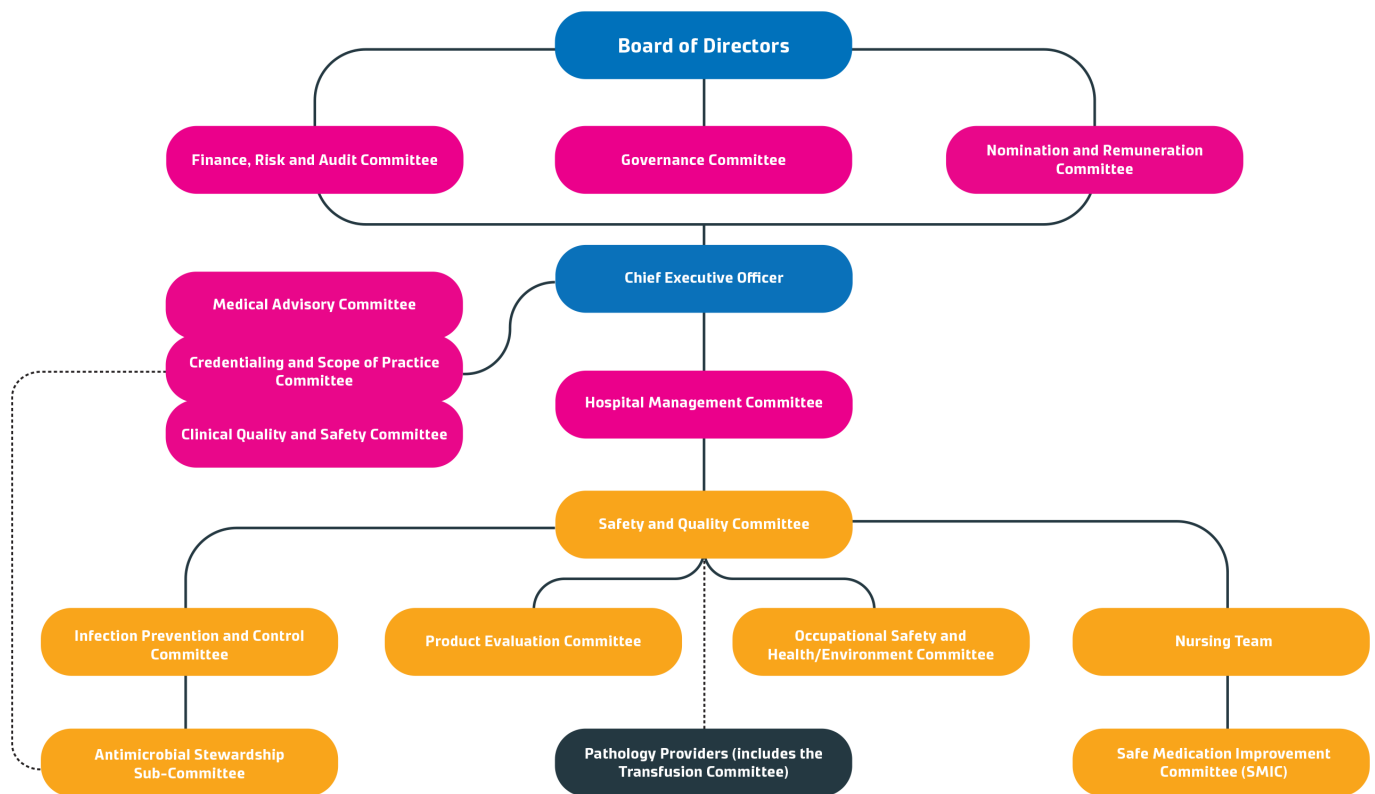 Board of Directors
Finance, Risk and Audit Committee
Governance Committee
Nomination and Remuneration
Committee
Chief Executive Officer
Medical Advisory Committee
Credentialing and Scope of Practice
Committee
Clinical Quality and Safety Committee
Hospital Management Committee
Safety and Quality Committee
Infection Prevention and Control
Committee
Product Evaluation Committee
Occupational Safety and
Health/Environment Committee
Nursing Team
Antimicrobial Stewardship
Sub-Committee
Pathology Providers (includes the
Transfusion Committee)
Safe Medication Improvement
Committee (SMIC)